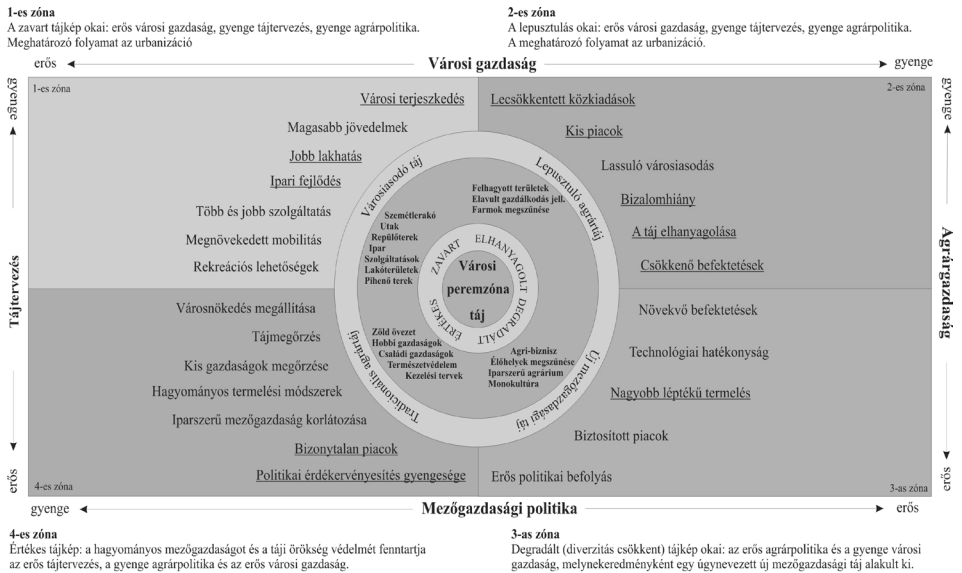 1-es zóna
A zavart tájkép okai: erős városi gazdaság, gyenge tájtervezés, gyenge agrárpolitika.
Meghatározó folyamat az urbanizáció
2-es zóna
A lepusztulás okai: erős városi gazdaság, gyenge tájtervezés, gyenge agrárpolitika.
A meghatározó folyamat az urbanizáció.
erős
Városi gazdaság
gyenge
gyenge
Tájtervezés
erős
gyenge
Agrárgazdaság
erős
1-es zóna
Városi terjeszkedés
Magasabb jövedelmek
Jobb lakhatás
Ipari fejlődés
Több és jobb szolgáltatás
Megnövekedett mobilitás
Rekreációs lehetőségek
2-es zóna
Lecsökkentett közkiadások
Kis piacok
Lassuló városiasodás
Bizalomhiány
A táj elhanyagolása
Csökkenő befektetések
Városiasodó táj
Lepusztuló agrártáj
Új mezőgazdasági táj
Tradicionális agrártáj
Szemétlerakó
Utak
Repülőterek
Ipar
Szolgáltatások
Lakóterületek
Pihenő terek
Felhagyott területek
Elavult gazdálkodás jell.
Farmok megszűnése
ZAVART
ELHANYAGOLT
DEGRADÁLT
ÉRTÉKES
Városi
peremzóna
táj
Zöld övezet
Hobbi gazdaságok
Családi gazdaságok
Természetvédelem
Kezelési tervek
Agri-biznisz
Élőhelyek megszűnése
Iparszerű agrárium
Monokultúra
Városnökedés megállítása
Tájmegőrzés
Kis gazdaságok megőrzése
Hagyományos termelési módszerek
Iparszerű mezőgazdaság korlátozása
Bizonytalan piacok
Politikai érdekérvényesítés gyengesége
4-es zóna
Növekvő befektetések
Technológiai hatékonyság
Nagyobb léptékű termelés
Biztosított piacok
Erős politikai befolyás
3-as zóna
gyenge
Mezőgazdasági politika
erős
4-es zóna
Értékes tájkép: a hagyományos mezőgazdaságot és a táji örökség védelmét fenntartja
az erős tájtervezés, a gyenge agrárpolitika és az erős városi gazdaság.
3-as zóna
Degradált (diverzitás csökkent) tájkép okai: az erős agrárpolitika és a gyenge városi
gazdaság, melynekeredményként egy úgynevezett új mezőgazdasági táj alakult ki.